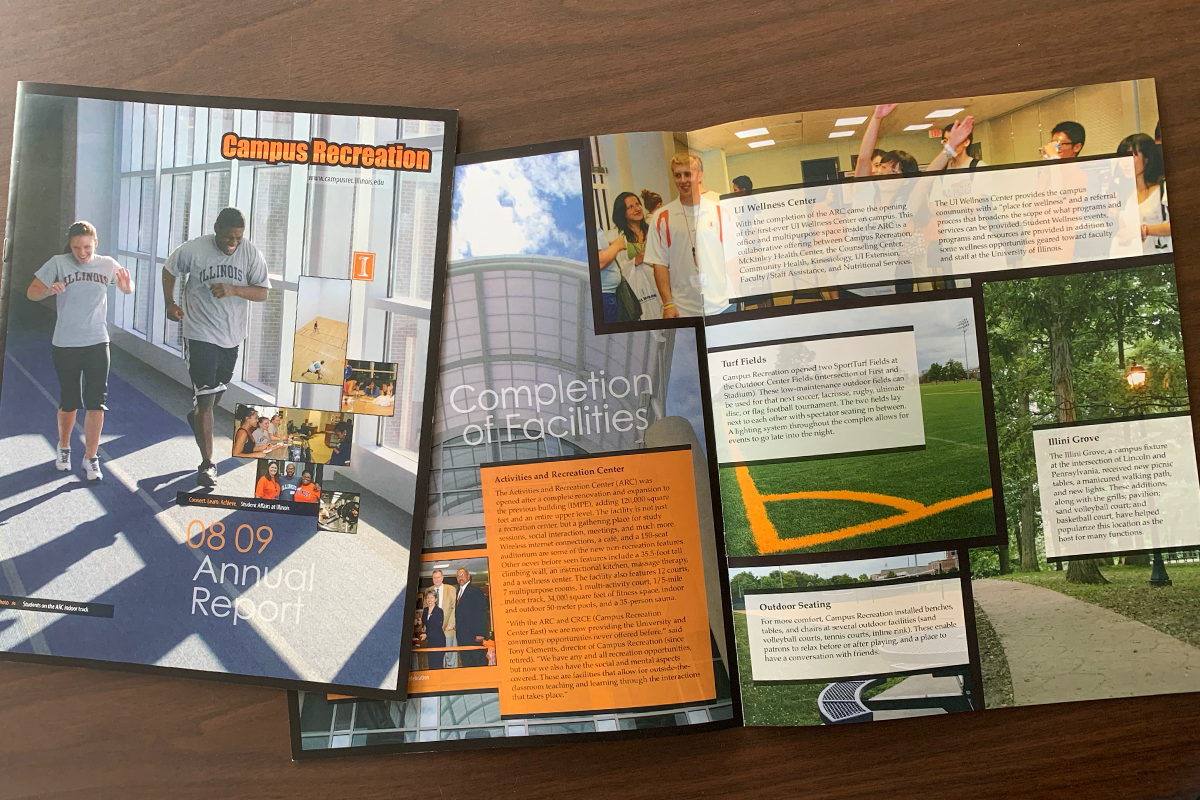 Campus Recreation
www.campusrec.illinois.edu
ILLINOIS
ILLINOIS
I
Connect. Learn. Achieve. Student Affairs at Illinois
08 09
Annual
Report
Students on the ARC indoor track
Completion
of Facilities
Activities and Recreation Center
The Activities and Recreation Center (ARC) was
opened after a complete renovation and expansion to
the previous building (IMPE), adding 120,000 square
feet and an entire upper level. The facility is not just
a recreation center, but a gathering place for study
sessions, social interaction, meetings, and much more.
Wireless internet connections, a café, and a 150-seat
auditorium are some of the new non-recreation features.
Other never before seen features include a 35.5-foot tall
climbing wall, an instructional kitchen, massage therapy,
and a wellness center. The facility also features 12 courts,
7 multipurpose rooms, 1 multi-activity court, 1/5-mile
indoor track, 34,000 square feet of fitness space, indoor
and outdoor 50-meter pools, and a 35-person sauna.
"With the ARC and CRCE (Campus Recreation
Center East) we are now providing the University and
community opportunities never offered before," said
Tony Clements, director of Campus Recreation (since
retired). "We have any and all recreation opportunities,
but now we also have the social and mental aspects
covered. These are facilities that allow for outside-the-
classroom teaching and learning through the interactions
that takes place."
UI Wellness Center
With the completion of the ARC came the opening
of the first-ever UI Wellness Center on campus. This
office and multipurpose space inside the ARC is a
collaborative offering between Campus Recreation,
McKinley Health Center, the Counseling Center,
Community Health, Kinesiology, UI Extension,
Faculty/Staff Assistance, and Nutritional Services.
The UI Wellness Center provides the campus
community with a "place for wellness" and a referral
process that broadens the scope of what programs and
services can be provided. Student Wellness events,
programs and resources are provided in addition to
some wellness opportunities geared toward faculty
and staff at the University of Illinois.
Turf Fields
Campus Recreation opened two SportTurf Fields at
the Outdoor Center Fields (intersection of First and
Stadium). These low-maintenance outdoor fields can
be used for that next soccer, lacrosse, rugby, ultimate
disc, or flag football tournament. The two fields lay
next to each other with spectator seating in between.
A lighting system throughout the complex allows for
events to go late into the night.
Illini Grove
The Illini Grove, a campus fixture
at the intersection of Lincoln and
Pennsylvania, received new picnic
tables, a manicured walking path,
and new lights. These additions,
along with the grills; pavilion;
sand volleyball court; and
basketball court, have helped
popularize this location as the
host for many functions.
Outdoor Seating
For more comfort, Campus Recreation installed benches,
tables, and chairs at several outdoor facilities (sand
volleyball courts, tennis courts, inline rink). These enable
patrons to relax before or after playing, and a place to
have a conversation with friends.